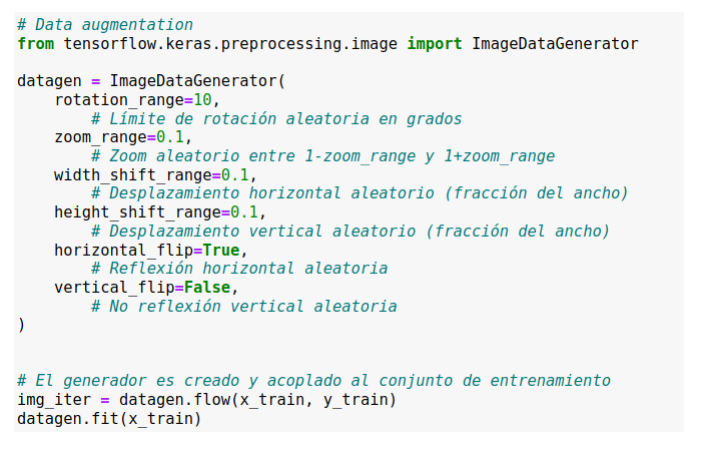 # Data augmentation
from tensorflow.keras.preprocessing.image import ImageDataGenerator
datagen = ImageDataGenerator(
    rotation_range=10,
        # Límite de rotación aleatoria en grados
    zoom_range=0.1,
        # Zoom aleatorio entre 1-zoom_range y 1+zoom_range
    width_shift_range=0.1,
        # Desplazamiento horizontal aleatorio (fracción del ancho)
    height_shift_range=0.1,
        # Desplazamiento vertical aleatorio (fracción del ancho)
    horizontal_flip=True,
        # Reflexión horizontal aleatoria
    vertical_flip=False,
        # No reflexión vertical aleatoria
)
# El generador es creado y acoplado al conjunto de entrenamiento
img_iter = datagen.flow(x_train, y_train)
datagen.fit(x_train)